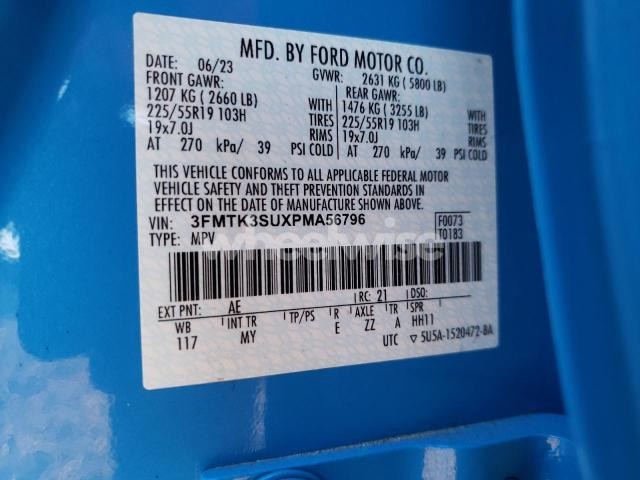 MFD. BY FORD MOTOR CO.
DATE: 06/23 GVWR: 2631 KG ( 5800 LB)
FRONT GAWR: REAR GAWR:
1207 KG ( 2660 LB) WITH 1476 KG ( 3255 LB) WITH
225/55R19 103H TIRES 225/55R19 103H TIRES
19x7.0J RIMS 19x7.0J RIMS
AT 270 kPa/ 39 PSI COLD AT 270 kPa/ 39 PSI COLD
THIS VEHICLE CONFORMS TO ALL APPLICABLE FEDERAL MOTOR
VEHICLE SAFETY AND THEFT PREVENTION STANDARDS IN
EFFECT ON THE DATE OF MANUFACTURE SHOWN ABOVE.
VIN: 3FMTK3SUXPMA56796 F0073
TYPE: MPV T0183
EXT PNT: AE RC: 21 DSO:
WB INT TR TP/PS R AXLE TR SPR
117 MY E ZZ A HH11
UTC ▽ 5U5A-1520472-BA